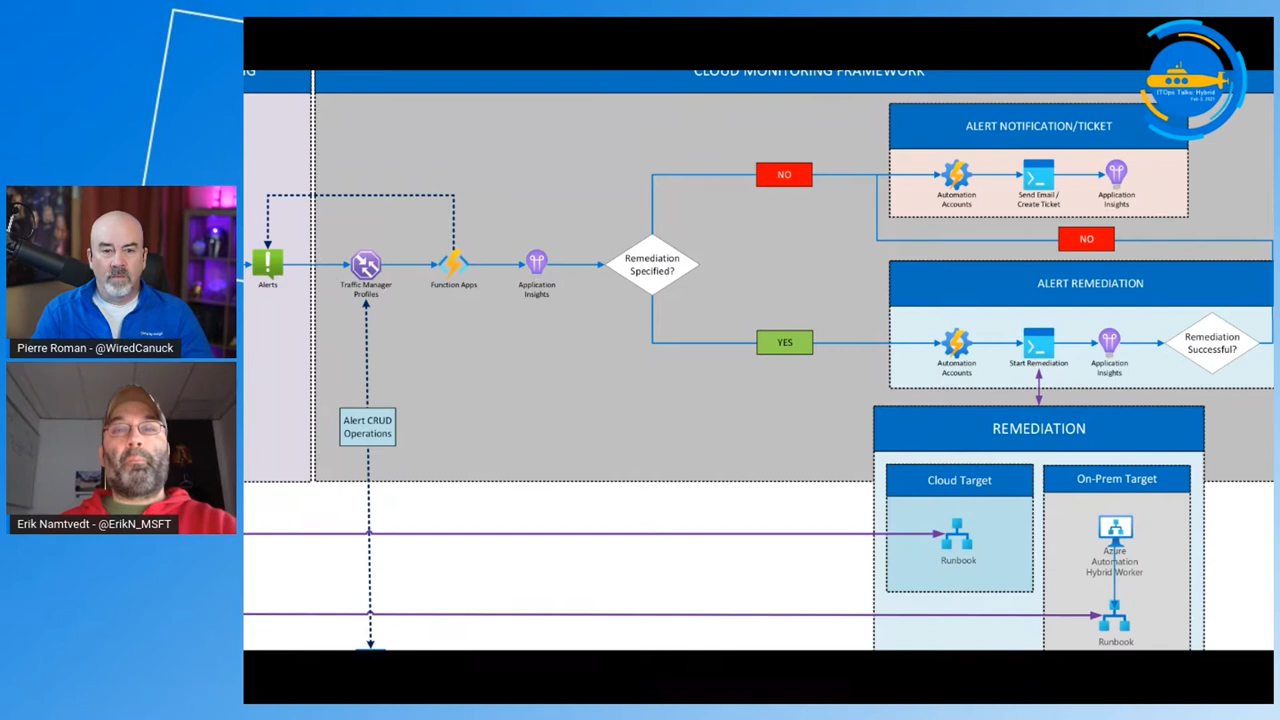 G
CLOUD MONITORING FRAMEWORK
ITOps Talks: Hybrid
Feb 2, 2021
ALERT NOTIFICATION/TICKET
NO
Automation
Accounts
Send Email /
Create Ticket
Application
Insights
NO
Alerts
Traffic Manager
Profiles
Function Apps
Application
Insights
Remediation
Specified?
ALERT REMEDIATION
YES
Automation
Accounts
Start Remediation
Application
Insights
Remediation
Successful?
Alert CRUD
Operations
REMEDIATION
Cloud Target
On-Prem Target
Runbook
Azure
Automation
Hybrid Worker
Runbook
Pierre Roman - @WiredCanuck
Erik Namtvedt - @ErikN_MSFT